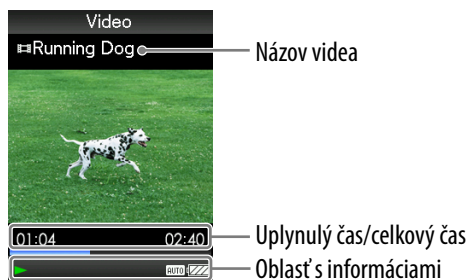 Video
Running Dog
Názov videa
01:04
02:40
Uplynulý čas/celkový čas
AUTO
Oblasť s informáciami